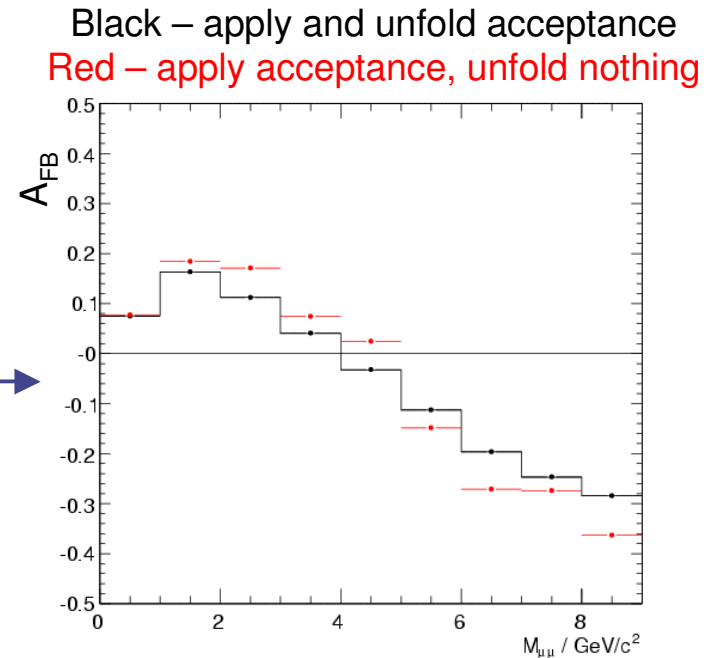 Black – apply and unfold acceptance
Red – apply acceptance, unfold nothing
A_FB
0.5
0.4
0.3
0.2
0.1
-0
-0.1
-0.2
-0.3
-0.4
-0.5
0 2 4 6 8
M_μμ / GeV/c²